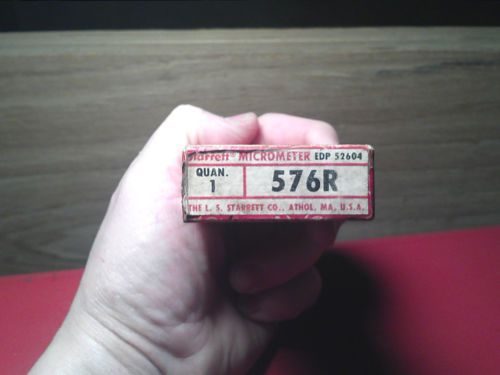 Starrett® MICROMETER EDP 52604
QUAN.
1
576R
THE L. S. STARRETT CO., ATHOL, MA, U.S.A.